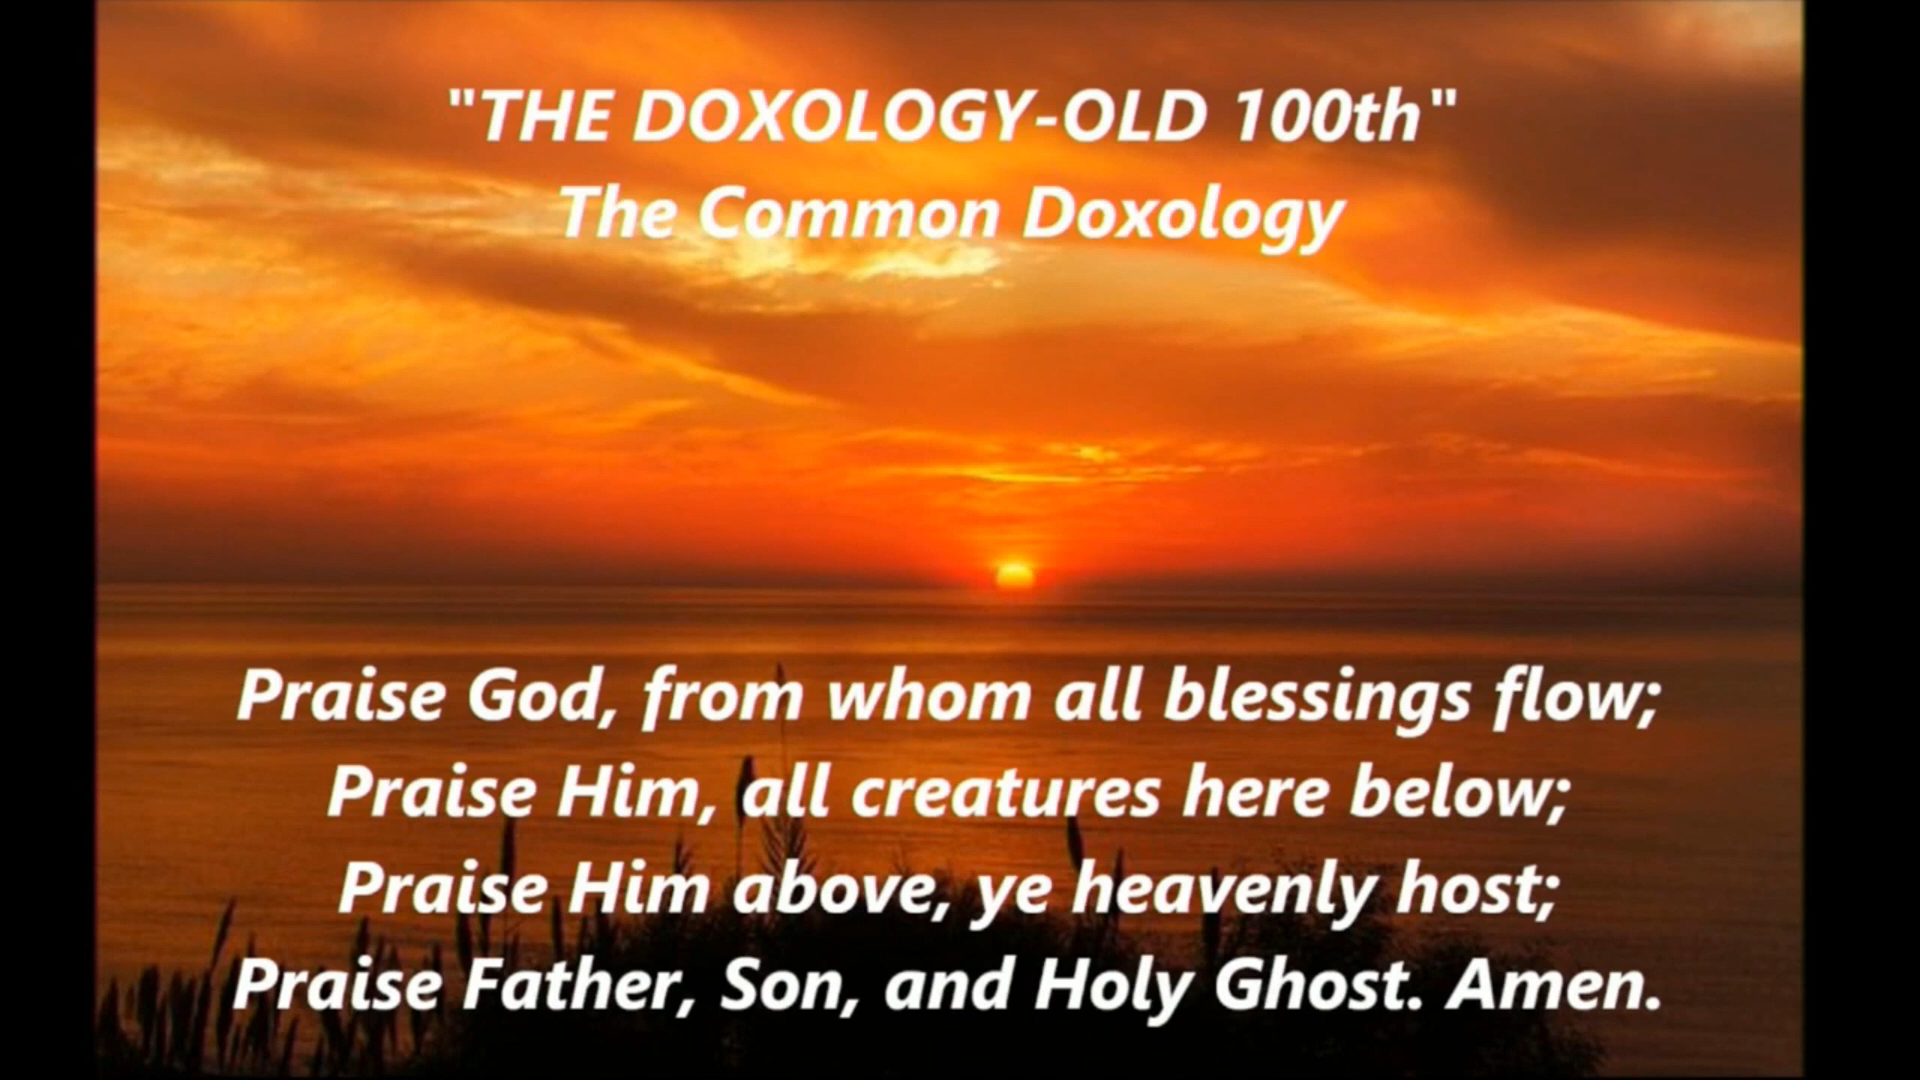 "THE DOXOLOGY-OLD 100th"
The Common Doxology
Praise God, from whom all blessings flow;
Praise Him, all creatures here below;
Praise Him above, ye heavenly host;
Praise Father, Son, and Holy Ghost. Amen.